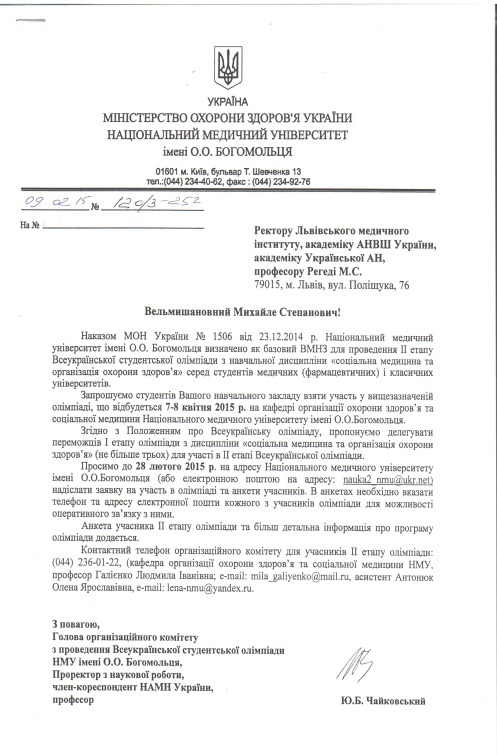 УКРАЇНА
МІНІСТЕРСТВО ОХОРОНИ ЗДОРОВ'Я УКРАЇНИ
НАЦІОНАЛЬНИЙ МЕДИЧНИЙ УНІВЕРСИТЕТ
імені О.О. БОГОМОЛЬЦЯ
01601 м. Київ, бульвар Т. Шевченка 13
тел.:(044) 234-40-62, факс : (044) 234-92-76
09.02.15 № 120/3-252
На №
Ректору Львівського медичного
інституту, академіку АНВШ України,
академіку Української АН,
професору Регеді М.С.
79015, м. Львів, вул. Поліщука, 76
Вельмишановний Михайле Степанович!
Наказом МОН України № 1506 від 23.12.2014 р. Національний медичний
університет імені О.О. Богомольця визначено як базовий ВМНЗ для проведення ІІ етапу
Всеукраїнської студентської олімпіади з навчальної дисципліни «соціальна медицина та
організація охорони здоров’я» серед студентів медичних (фармацевтичних) і класичних
університетів.
Запрошуємо студентів Вашого навчального закладу взяти участь у вищезазначеній
олімпіаді, що відбудеться 7-8 квітня 2015 р. на кафедрі організації охорони здоров’я та
соціальної медицини Національного медичного університету імені О.О.Богомольця.
Згідно з Положенням про Всеукраїнську олімпіаду, пропонуємо делегувати
переможців І етапу олімпіади з дисципліни «соціальна медицина та організація охорони
здоров’я» (не більше трьох) для участі в ІІ етапі Всеукраїнської олімпіади.
Просимо до 28 лютого 2015 р. на адресу Національного медичного університету
імені О.О.Богомольця (або електронною поштою на адресу: nauka2_nmu@ukr.net)
надіслати заявку на участь в олімпіаді та анкети учасників. В анкетах необхідно вказати
телефон та адресу електронної пошти кожного з учасників олімпіади для можливості
оперативного зв’язку з ними.
Анкета учасника ІІ етапу олімпіади та більш детальна інформація про програму
олімпіади додається.
Контактний телефон організаційного комітету для учасників ІІ етапу олімпіади:
(044) 236-01-22, (кафедра організації охорони здоров’я та соціальної медицини НМУ,
професор Галієнко Людмила Іванівна; e-mail: mila_galiyenko@mail.ru, асистент Антонюк
Олена Ярославівна, e-mail: lena-nmu@yandex.ru.
З повагою,
Голова організаційного комітету
з проведення Всеукраїнської студентської олімпіади
НМУ імені О.О. Богомольця,
Проректор з наукової роботи,
член-кореспондент НАМН України,
професор Ю.Б. Чайковський